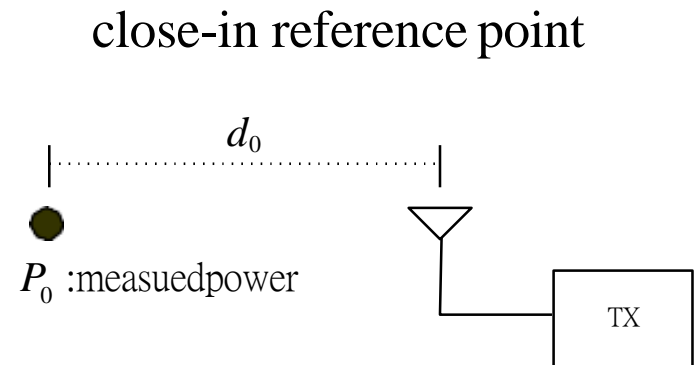 close-in reference point
d₀
P₀ :measuedpower
TX